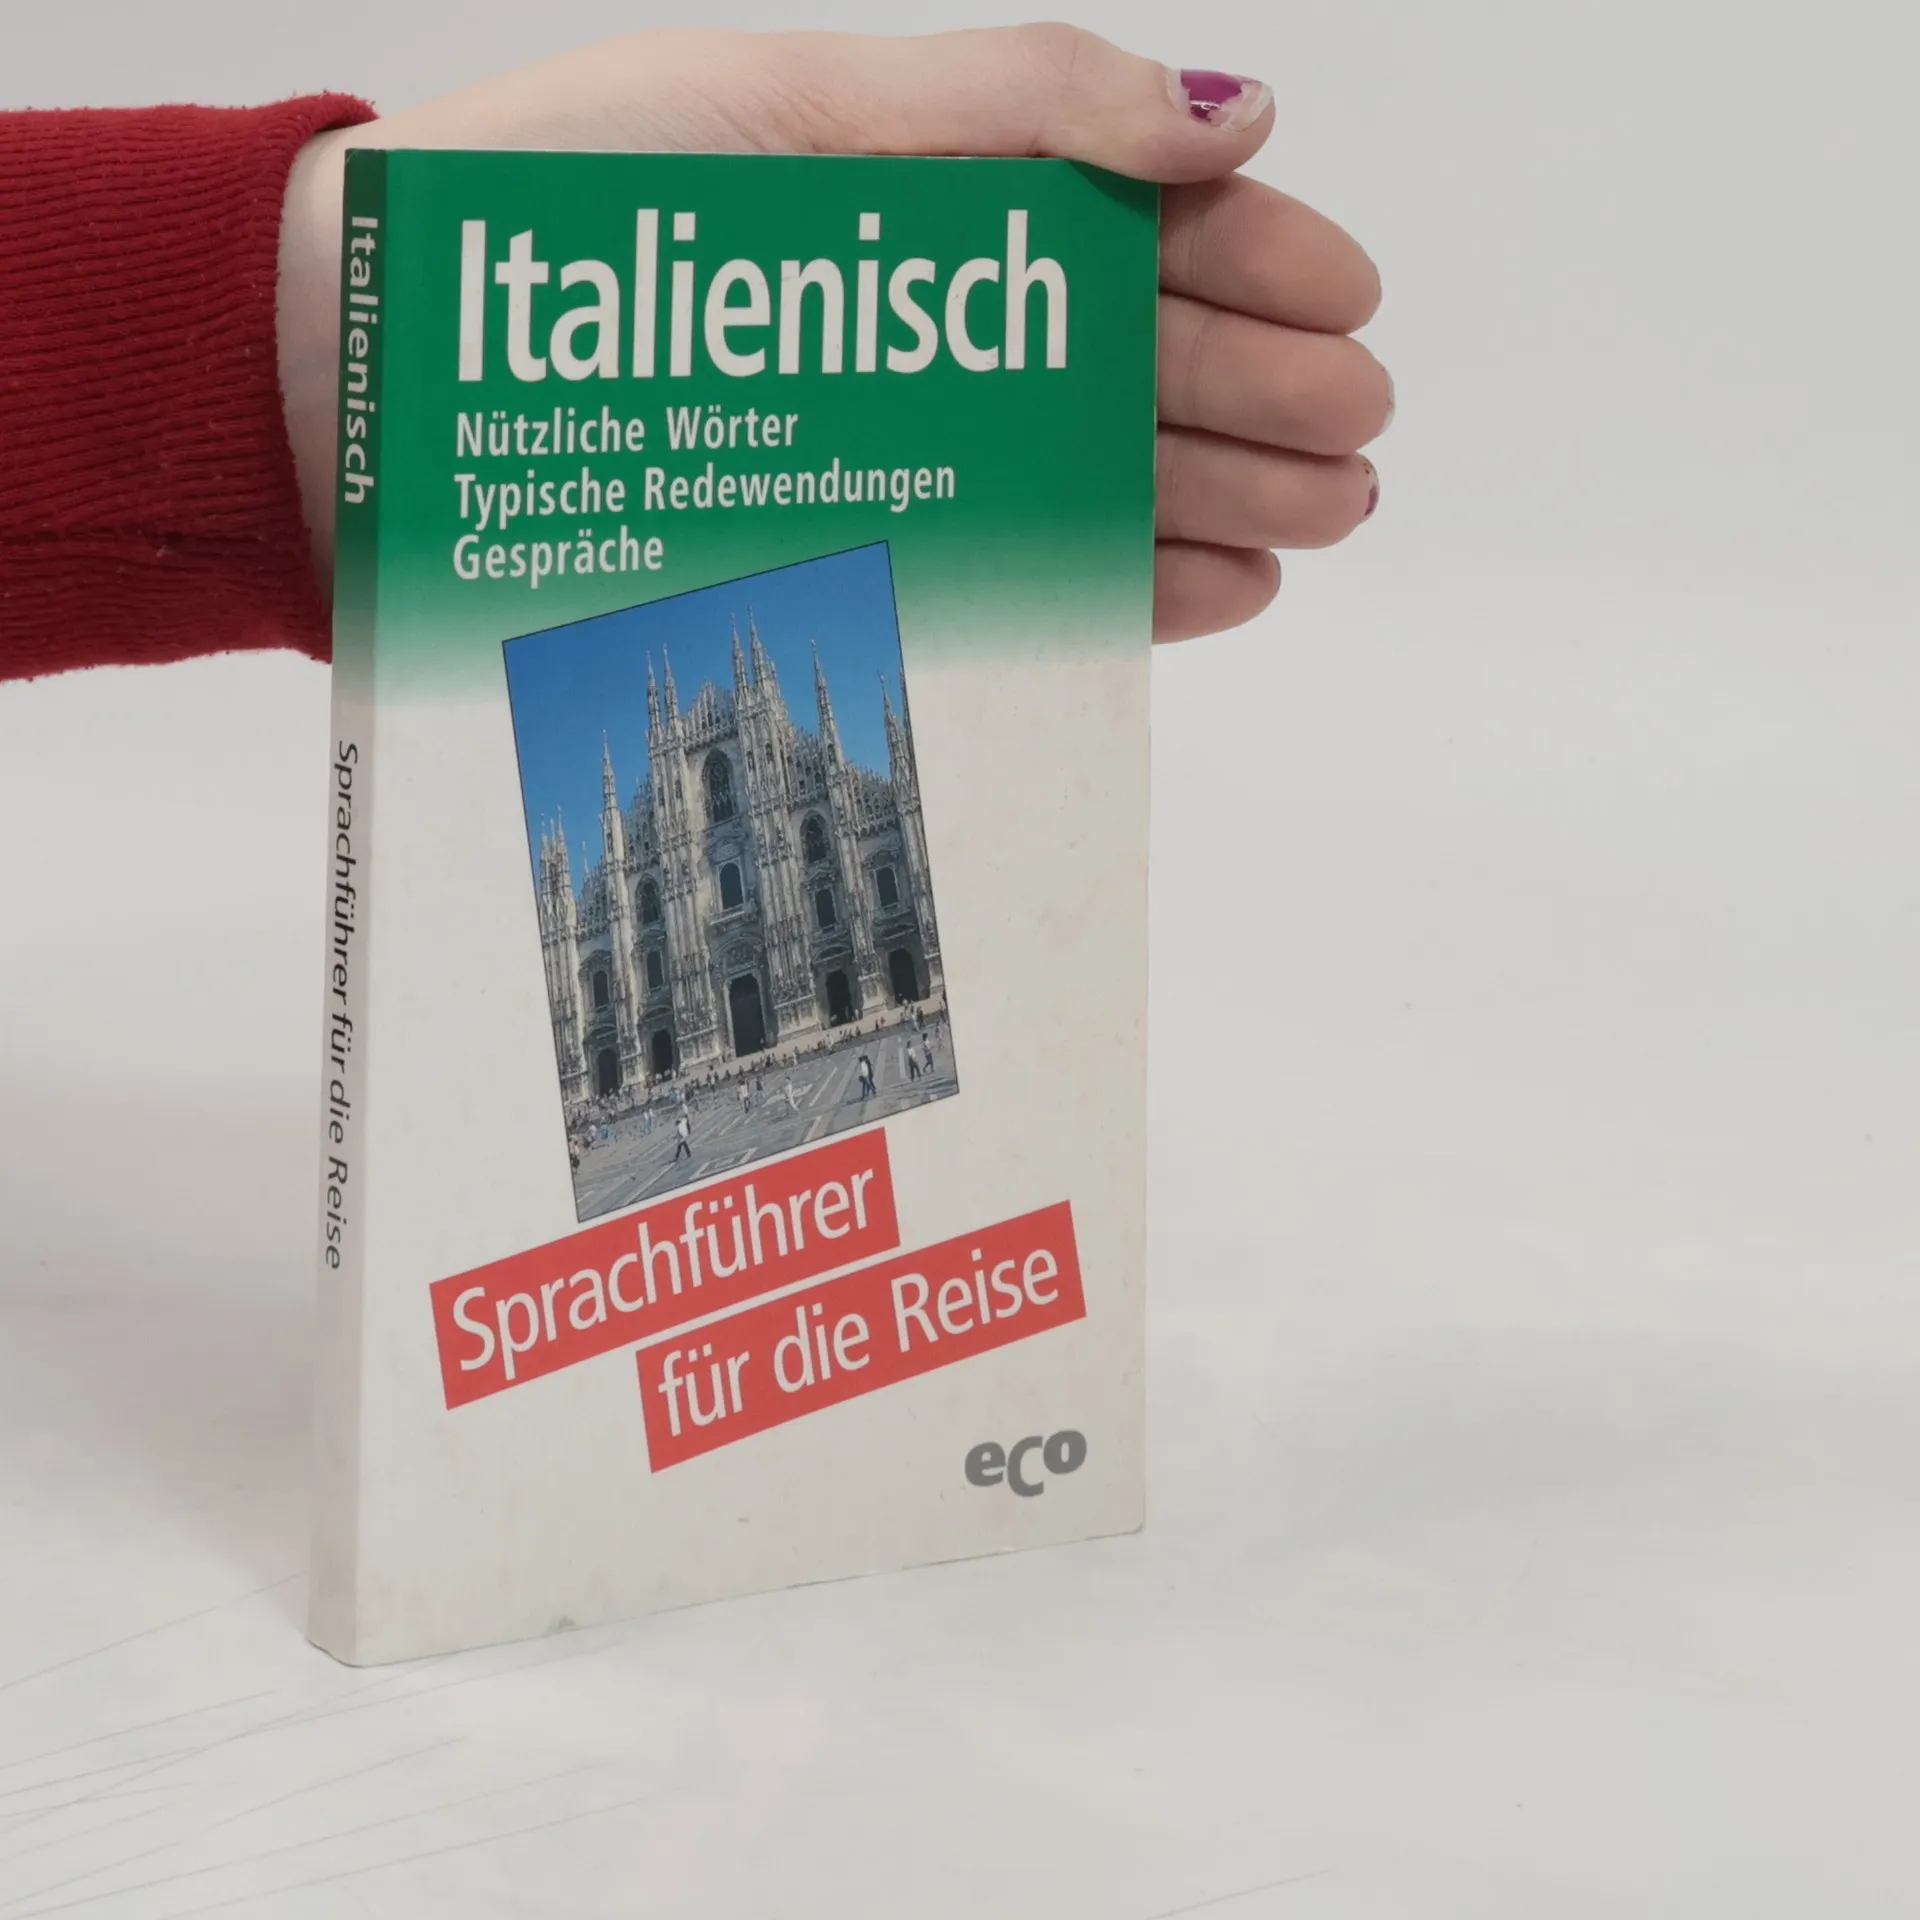 Italienisch
Nützliche Wörter
Typische Redewendungen
Gespräche
Sprachführer
für die Reise
eco
Italienisch
Sprachführer für die Reise